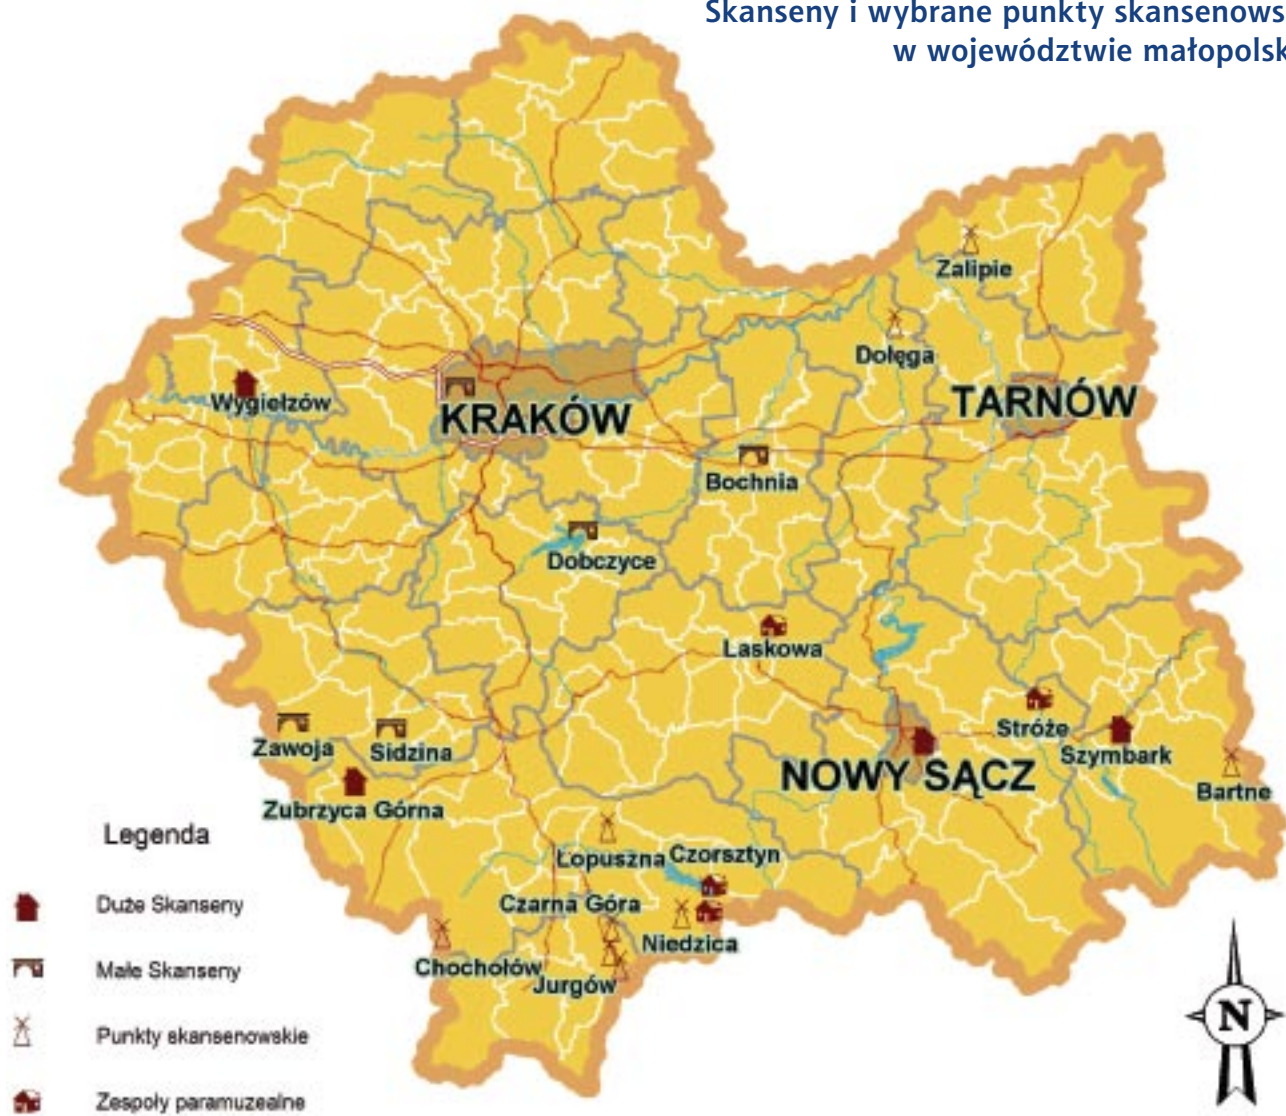 Skanseny i wybrane punkty skansenows
w województwie małopolsk
Zalipie
Dołęga
Wygiełzów
KRAKÓW
TARNÓW
Bochnia
Dobczyce
Laskowa
Zawoja
Sidzina
Stróże
Szymbark
Zubrzyca Górna
NOWY SĄCZ
Bartne
Łopuszna
Czorsztyn
Czarna Góra
Niedzica
Chochołów
Jurgów
Legenda
Duże Skanseny
Małe Skanseny
Punkty skansenowskie
Zespoły paramuzealne
N